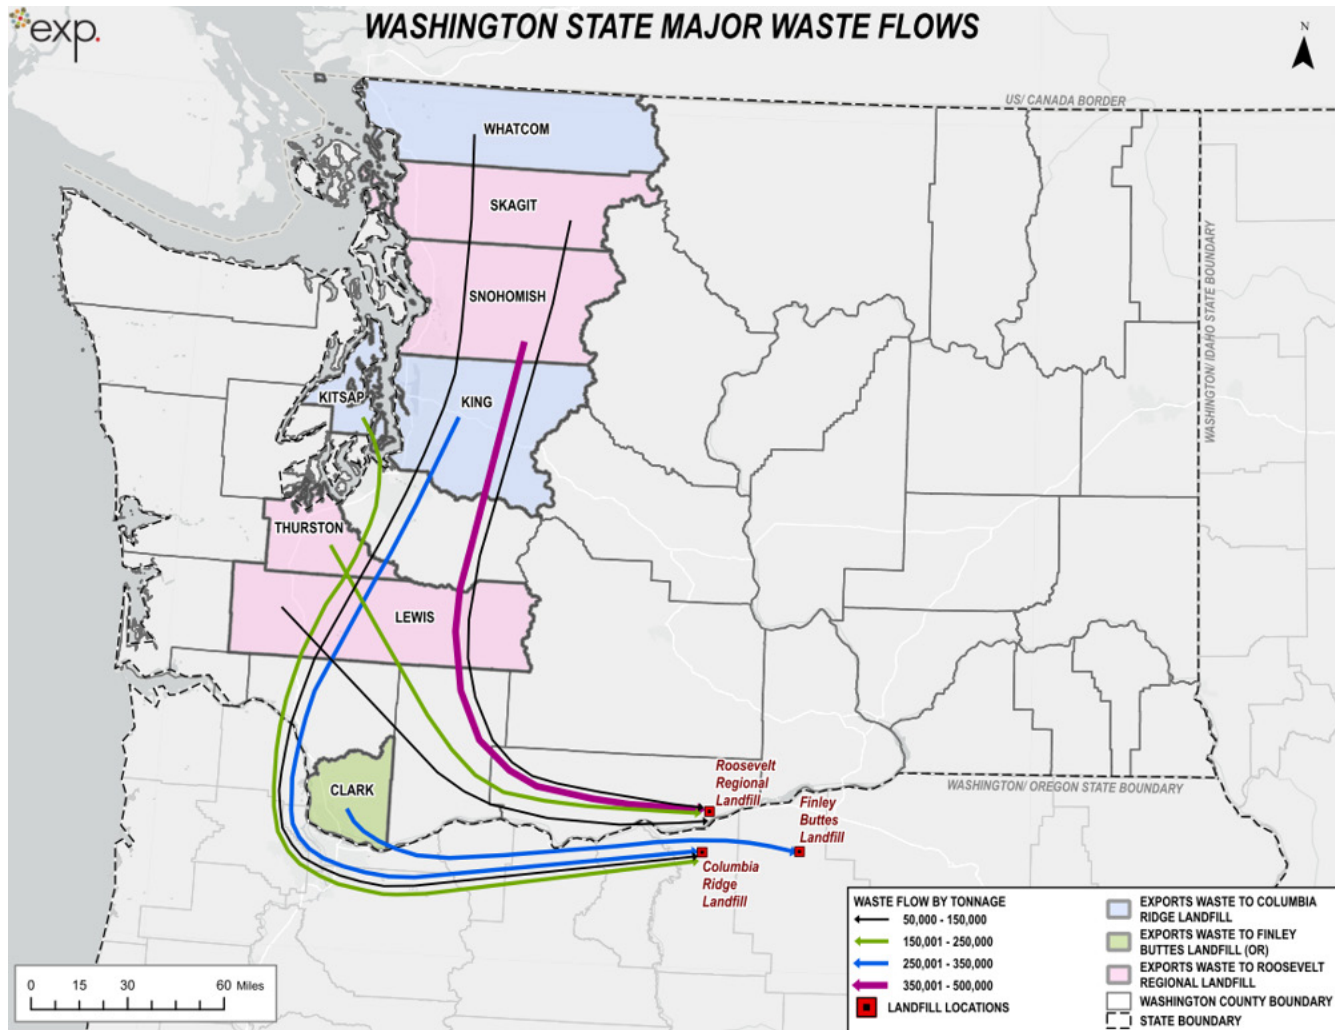 exp.
WASHINGTON STATE MAJOR WASTE FLOWS
N
US/ CANADA BORDER
WHATCOM
SKAGIT
SNOHOMISH
KITSAP
KING
THURSTON
LEWIS
CLARK
WASHINGTON/ IDAHO STATE BOUNDARY
WASHINGTON/ OREGON STATE BOUNDARY
Roosevelt
Regional
Landfill
Finley
Buttes
Landfill
Columbia
Ridge
Landfill
0 15 30 60 Miles
WASTE FLOW BY TONNAGE
50,000 - 150,000
150,001 - 250,000
250,001 - 350,000
350,001 - 500,000
LANDFILL LOCATIONS
EXPORTS WASTE TO COLUMBIA
RIDGE LANDFILL
EXPORTS WASTE TO FINLEY
BUTTES LANDFILL (OR)
EXPORTS WASTE TO ROOSEVELT
REGIONAL LANDFILL
WASHINGTON COUNTY BOUNDARY
STATE BOUNDARY